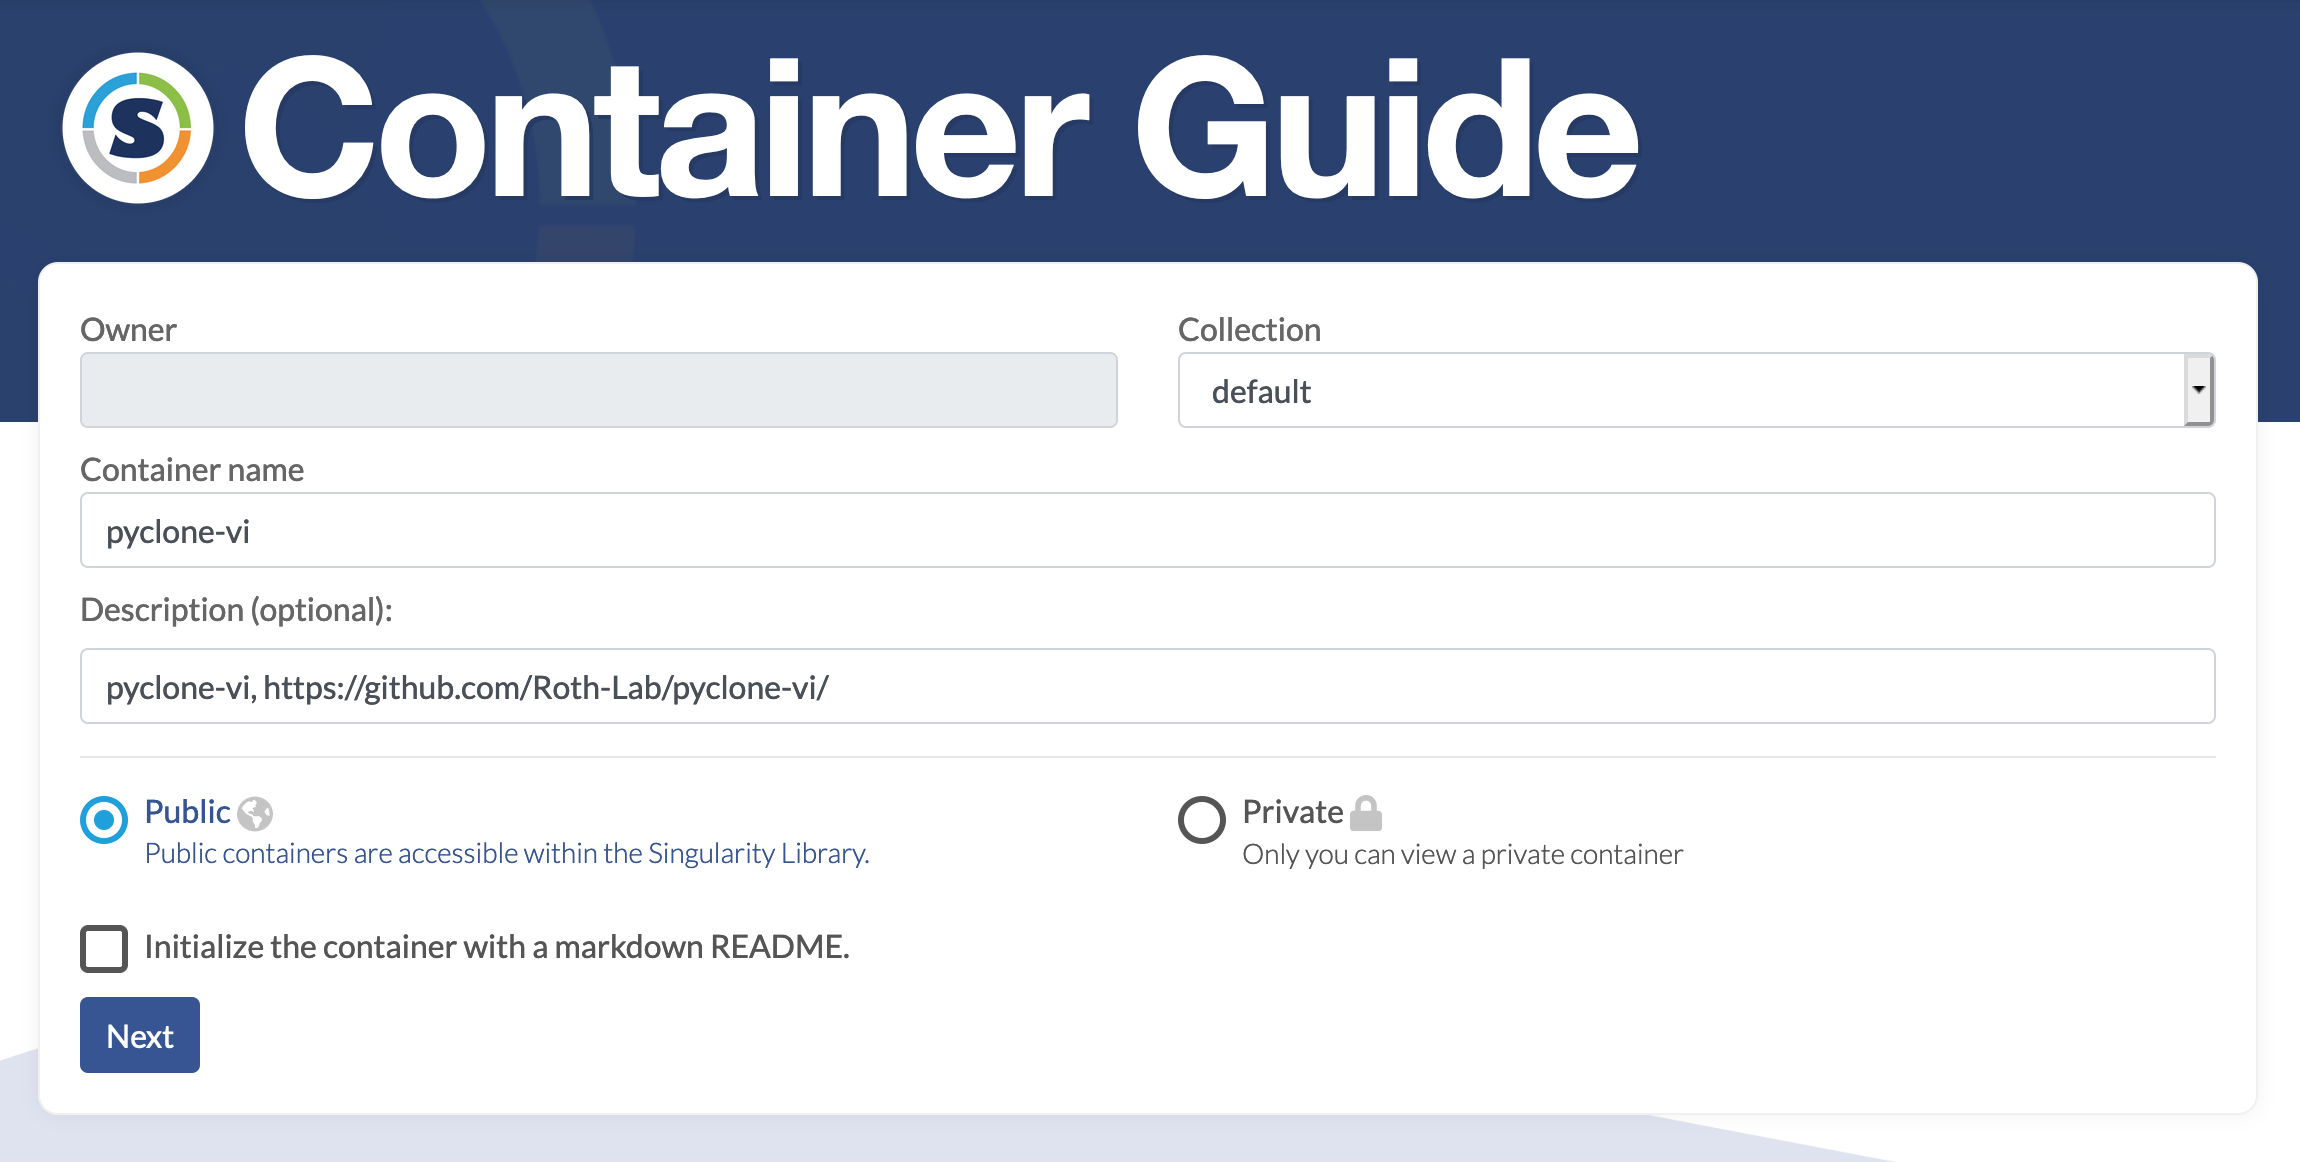 S Container Guide
Owner
Collection
default
Container name
pyclone-vi
Description (optional):
pyclone-vi, https://github.com/Roth-Lab/pyclone-vi/
Public
Public containers are accessible within the Singularity Library.
Private
Only you can view a private container
Initialize the container with a markdown README.
Next